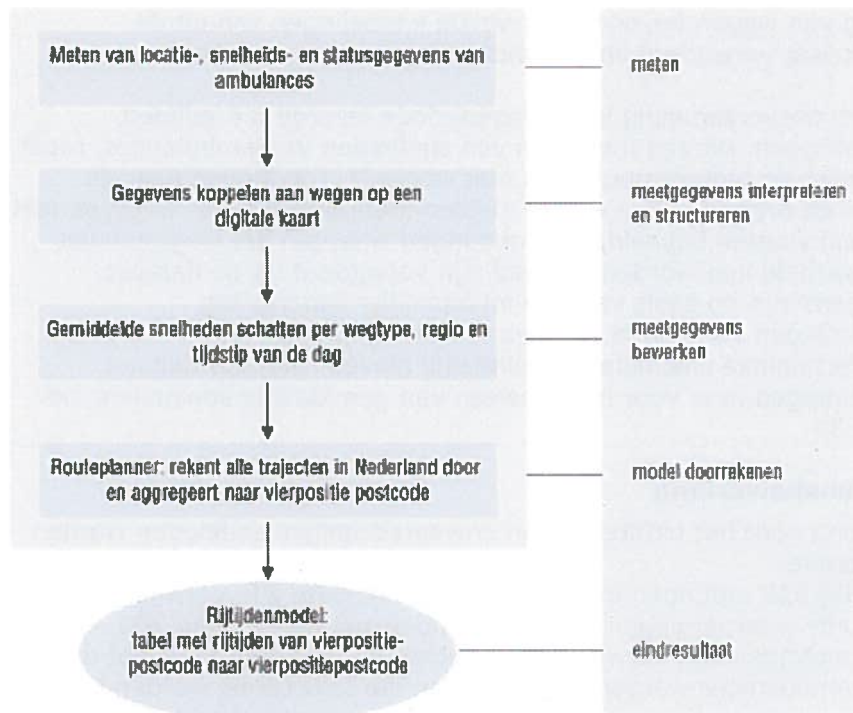 Meten van locatie-, snelheids- en statusgegevens van
ambulances
meten
Gegevens koppelen aan wegen op een
digitale kaart
meetgegevens interpreteren
en structureren
Gemiddelde snelheden schatten per wegtype, regio en
tijdstip van de dag
meetgegevens
bewerken
Routeplanner: rekent alle trajecten in Nederland door
en aggregeert naar vierpositie postcode
model doorrekenen
Rijtijdenmodel:
tabel met rijtijden van vierpositie-
postcode naar vierpositiepostcode
eindresultaat